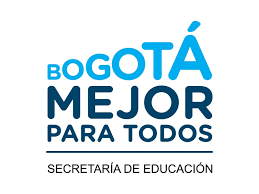 BOGOTÁ
MEJOR
PARA TODOS
SECRETARÍA DE EDUCACIÓN